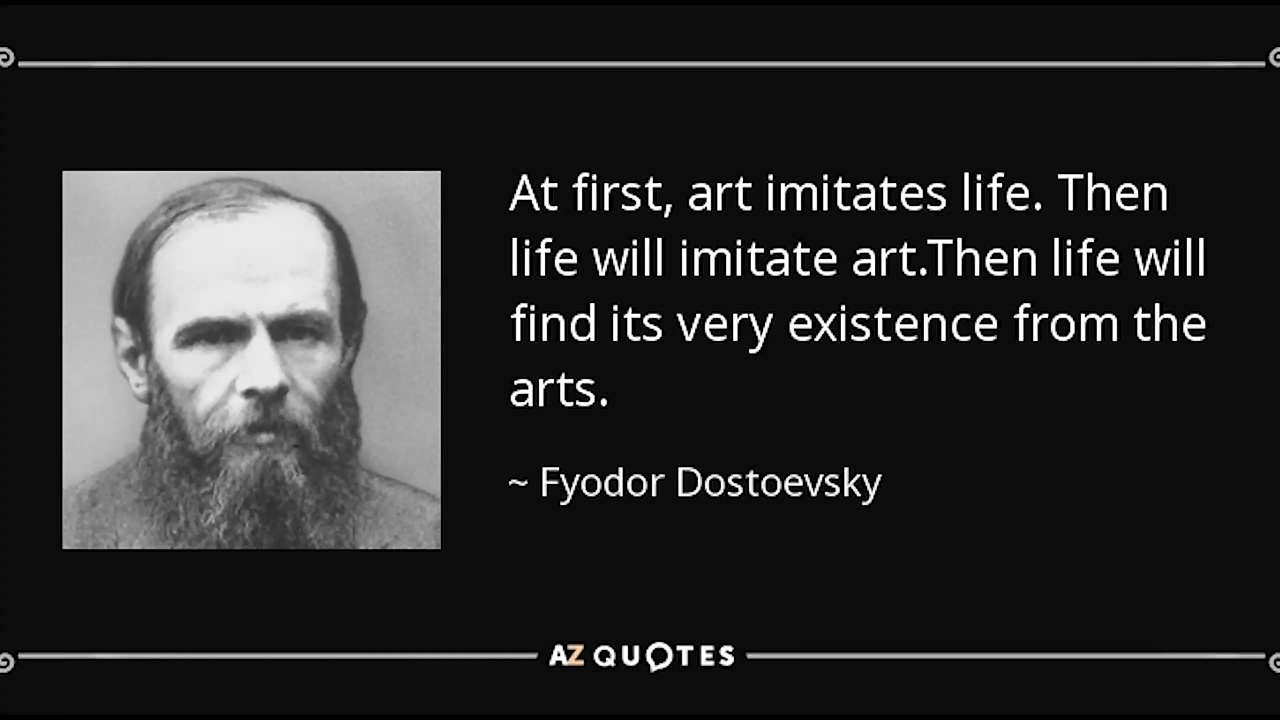 At first, art imitates life. Then
life will imitate art.Then life will
find its very existence from the
arts.
~ Fyodor Dostoevsky
AZ QUOTES